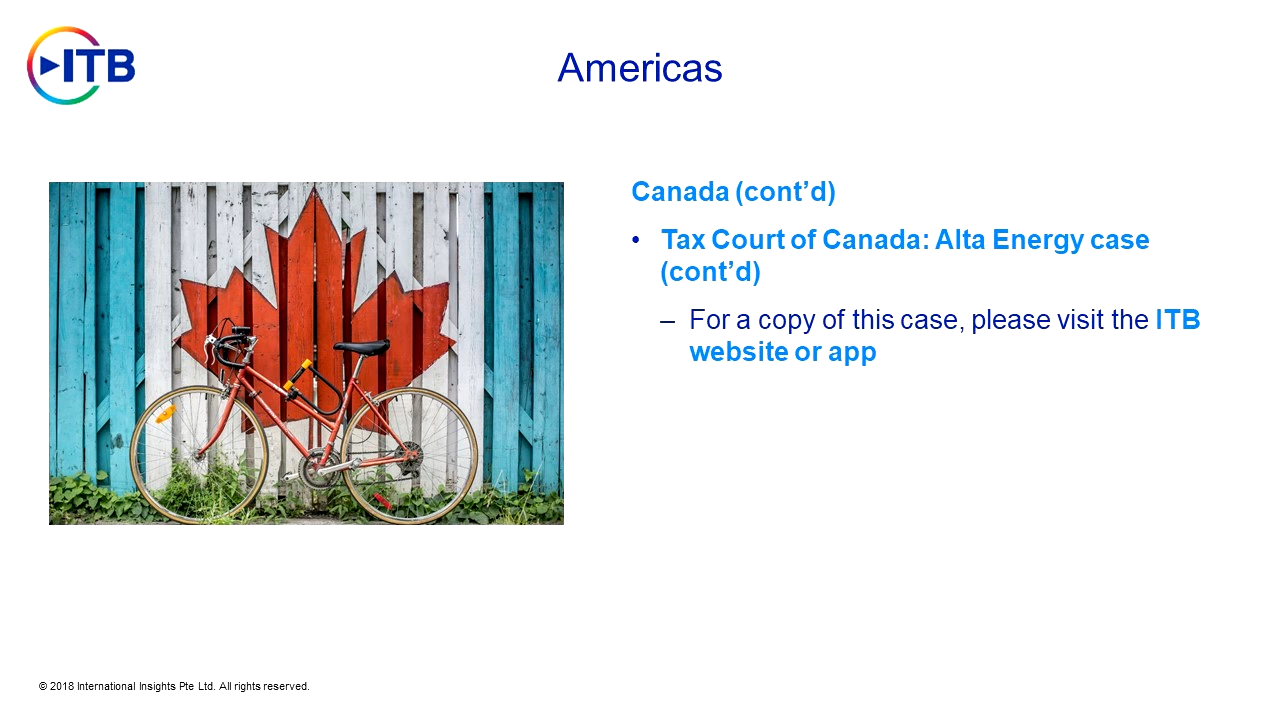 ITB
Americas
Canada (cont’d)
• Tax Court of Canada: Alta Energy case
(cont’d)
– For a copy of this case, please visit the ITB
website or app
© 2018 International Insights Pte Ltd. All rights reserved.